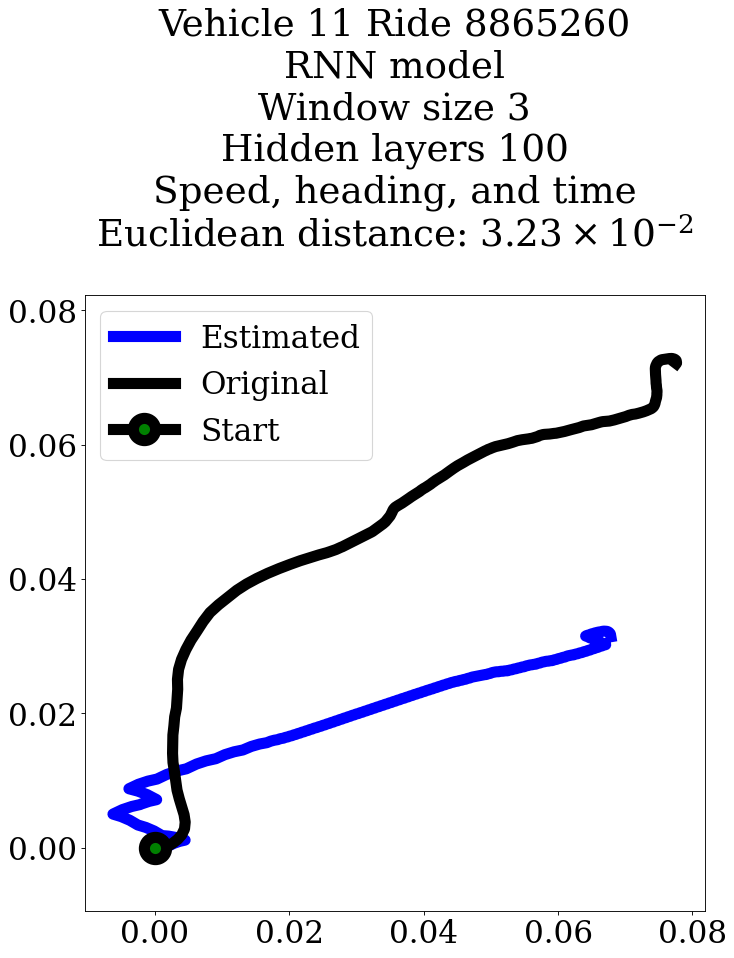 Vehicle 11 Ride 8865260
RNN model
Window size 3
Hidden layers 100
Speed, heading, and time
Euclidean distance: 3.23 × 10⁻²
Estimated
Original
Start
0.08
0.06
0.04
0.02
0.00
0.00 0.02 0.04 0.06 0.08